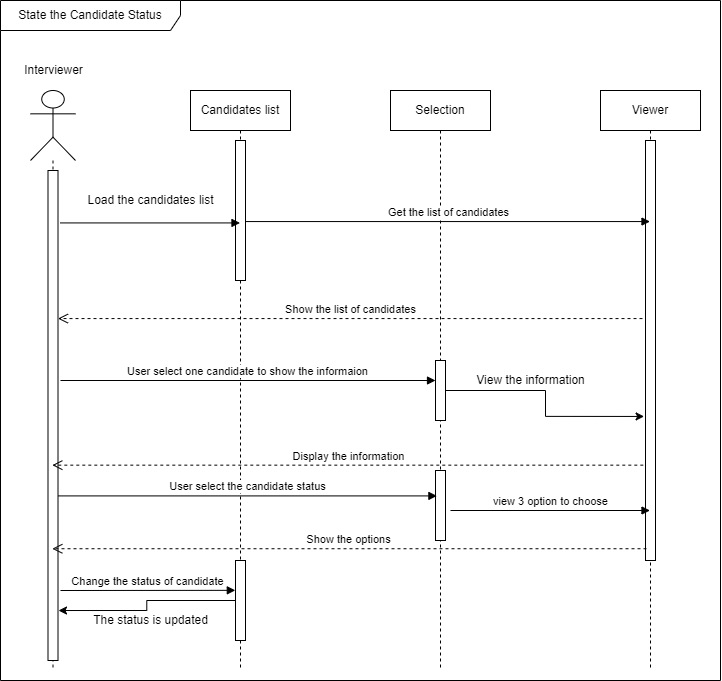 State the Candidate Status
Interviewer
Candidates list
Selection
Viewer
Load the candidates list
Get the list of candidates
Show the list of candidates
User select one candidate to show the informaion
View the information
Display the information
User select the candidate status
view 3 option to choose
Show the options
Change the status of candidate
The status is updated